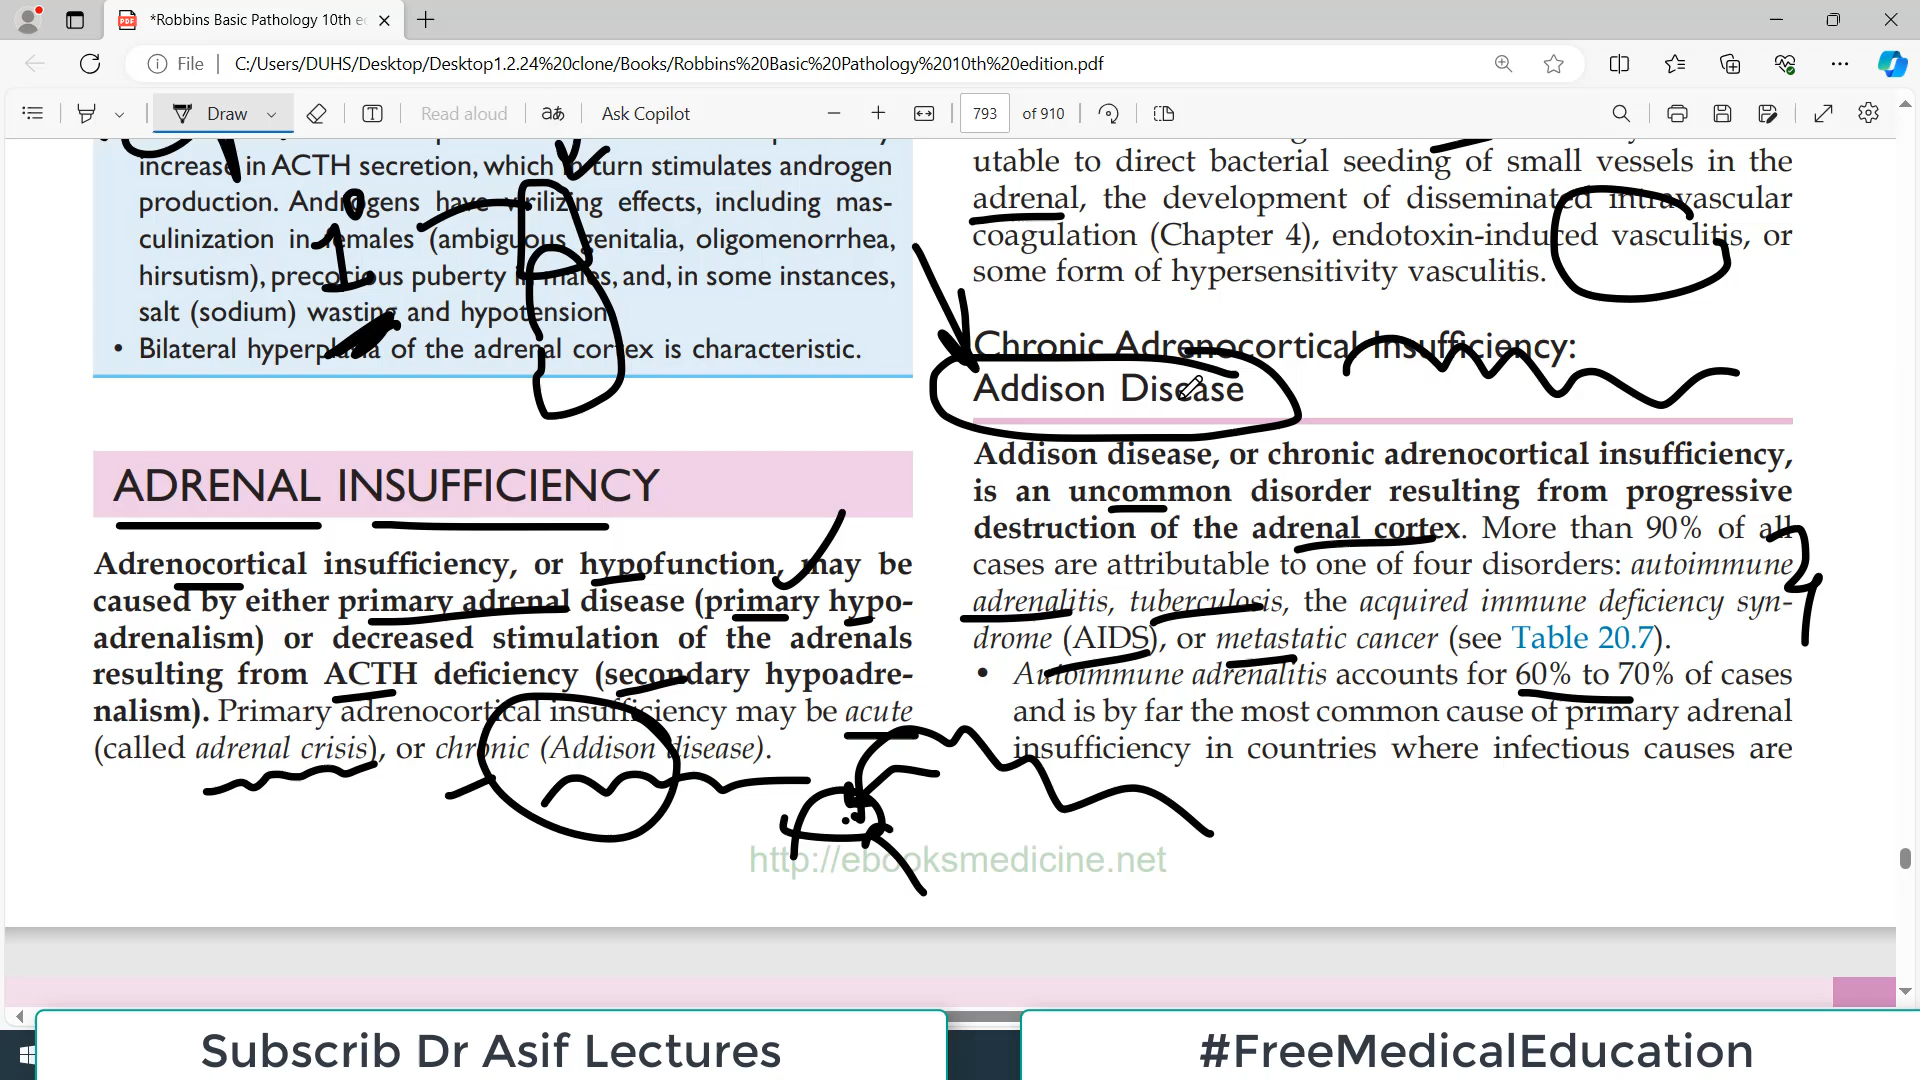 *Robbins Basic Pathology 10th e
File
C:/Users/DUHS/Desktop/Desktop1.2.24%20clone/Books/Robbins%20Basic%20Pathology%2010th%20edition.pdf
Draw
Read aloud
aあ
Ask Copilot
793 of 910
increase in ACTH secretion, which in turn stimulates androgen
production. Androgens have virilizing effects, including mas-
culinization in females (ambiguous genitalia, oligomenorrhea,
hirsutism), precocious puberty in males, and, in some instances,
salt (sodium) wasting and hypotension
• Bilateral hyperplasia of the adrenal cortex is characteristic.
ADRENAL INSUFFICIENCY
Adrenocortical insufficiency, or hypofunction, may be
caused by either primary adrenal disease (primary hypo-
adrenalism) or decreased stimulation of the adrenals
resulting from ACTH deficiency (secondary hypoadre-
nalism). Primary adrenocortical insufficiency may be acute
(called adrenal crisis), or chronic (Addison disease).
utable to direct bacterial seeding of small vessels in the
adrenal, the development of disseminated intravascular
coagulation (Chapter 4), endotoxin-induced vasculitis, or
some form of hypersensitivity vasculitis.
Chronic Adrenocortical Insufficiency:
Addison Disease
Addison disease, or chronic adrenocortical insufficiency,
is an uncommon disorder resulting from progressive
destruction of the adrenal cortex. More than 90% of all
cases are attributable to one of four disorders: autoimmune
adrenalitis, tuberculosis, the acquired immune deficiency syn-
drome (AIDS), or metastatic cancer (see Table 20.7).
• Autoimmune adrenalitis accounts for 60% to 70% of cases
and is by far the most common cause of primary adrenal
insufficiency in countries where infectious causes are
http://ebooksmedicine.net
Subscrib Dr Asif Lectures
#FreeMedicalEducation